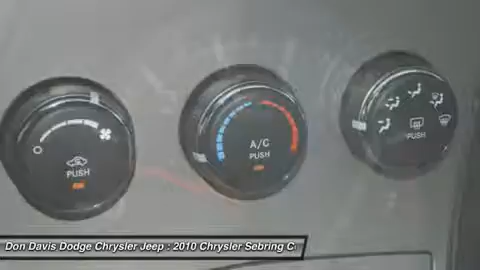 PUSH
A/C
PUSH
PUSH
Don Davis Dodge Chrysler Jeep : 2010 Chrysler Sebring C